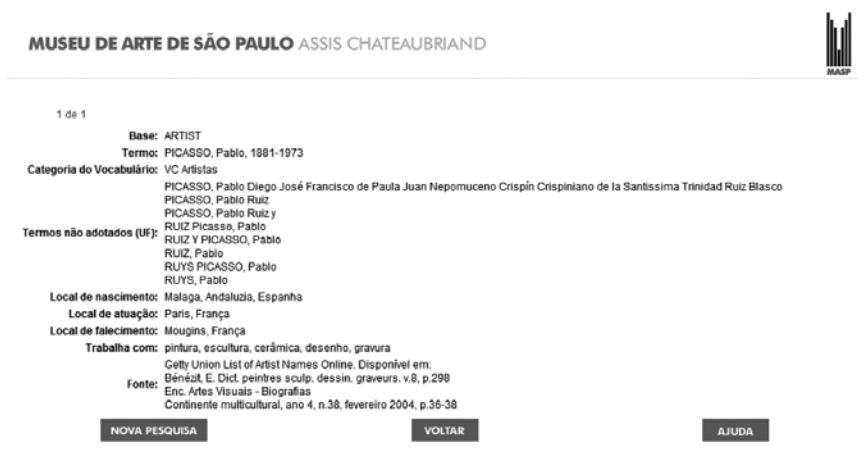 MUSEU DE ARTE DE SÃO PAULO ASSIS CHATEAUBRIAND
MASP
1 de 1
Base: ARTIST
Termo: PICASSO, Pablo, 1881-1973
Categoria do Vocabulário: VC Artistas
Termos não adotados (UF): PICASSO, Pablo Diego José Francisco de Paula Juan Nepomuceno Crispín Crispiniano de la Santissima Trinidad Ruiz Blasco
PICASSO, Pablo Ruiz
PICASSO, Pablo Ruiz y
RUIZ Picasso, Pablo
RUIZ Y PICASSO, Pablo
RUIZ, Pablo
RUYS PICASSO, Pablo
RUYS, Pablo
Local de nascimento: Malaga, Andaluzia, Espanha
Local de atuação: Paris, França
Local de falecimento: Mougins, França
Trabalha com: pintura, escultura, cerâmica, desenho, gravura
Fonte: Getty Union List of Artist Names Online. Disponível em:
Bénézit, E. Dict. peintres sculp. dessin. graveurs. v.8, p.298
Enc. Artes Visuais - Biografias
Continente multicultural, ano 4, n.38, fevereiro 2004, p.36-38
NOVA PESQUISA VOLTAR AJUDA